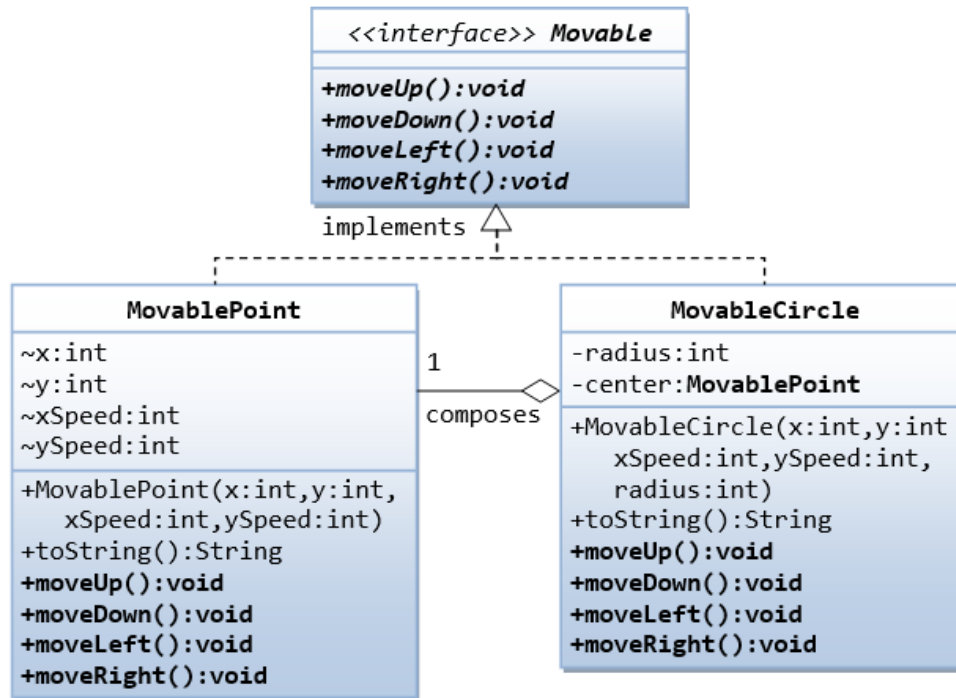 <<interface>> Movable
+moveUp():void
+moveDown():void
+moveLeft():void
+moveRight():void
implements
MovablePoint
~x:int
~y:int
~xSpeed:int
~ySpeed:int
+MovablePoint(x:int,y:int,
xSpeed:int,ySpeed:int)
+toString():String
+moveUp():void
+moveDown():void
+moveLeft():void
+moveRight():void
1
composes
MovableCircle
-radius:int
-center:MovablePoint
+MovableCircle(x:int,y:int
xSpeed:int,ySpeed:int,
radius:int)
+toString():String
+moveUp():void
+moveDown():void
+moveLeft():void
+moveRight():void